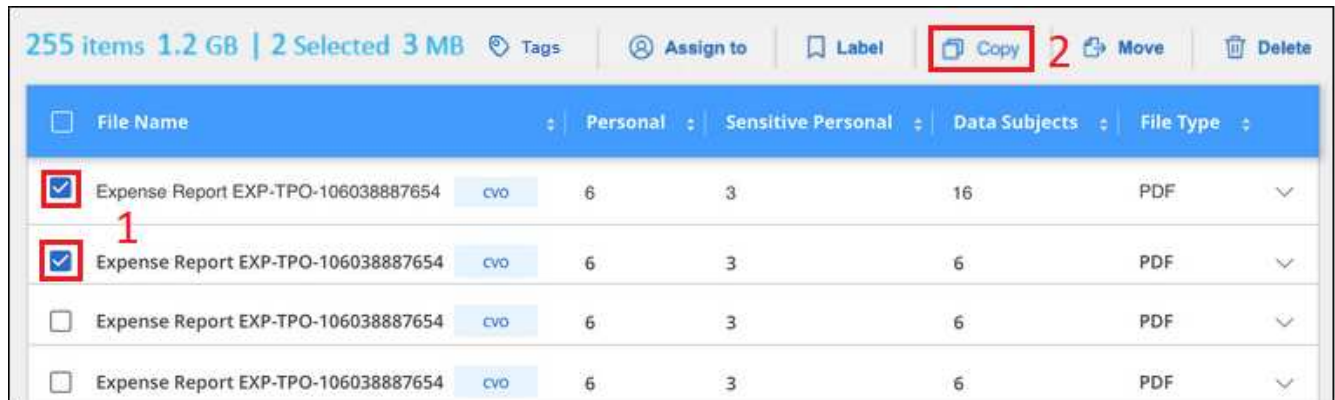 255 items 1.2 GB | 2 Selected 3 MB Tags Assign to Label Copy 2 Move Delete
File Name Personal Sensitive Personal Data Subjects File Type
Expense Report EXP-TPO-106038887654 CVO 6 3 16 PDF
1
Expense Report EXP-TPO-106038887654 CVO 6 3 6 PDF
Expense Report EXP-TPO-106038887654 CVO 6 3 6 PDF
Expense Report EXP-TPO-106038887654 CVO 6 3 6 PDF